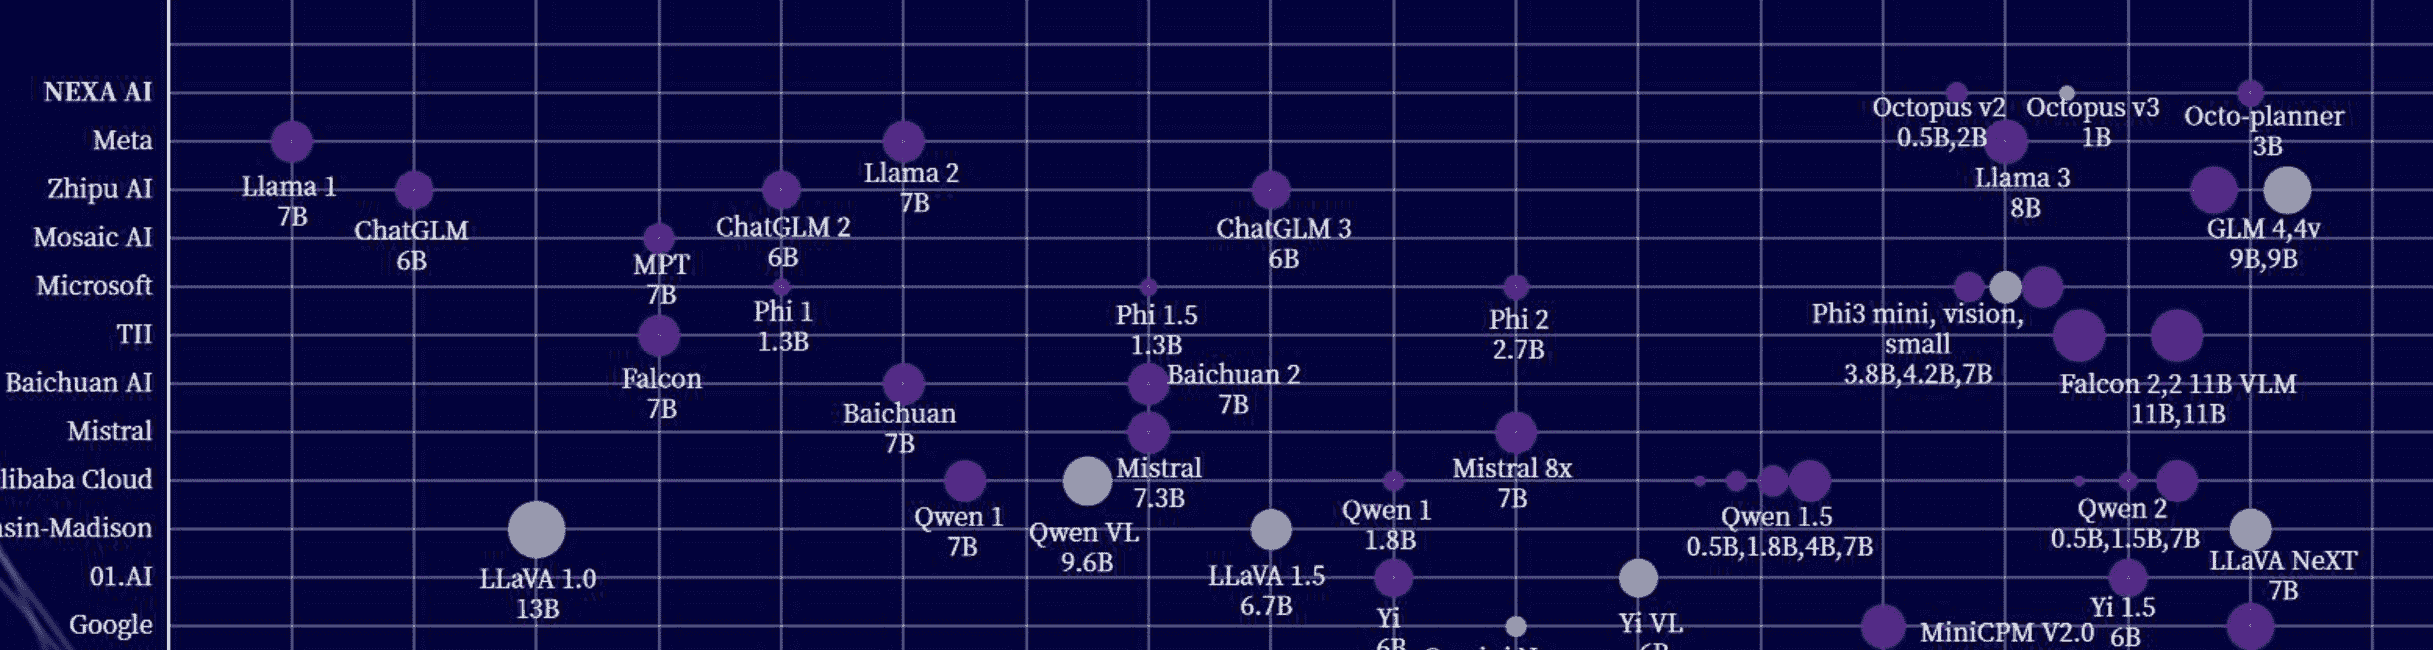 NEXA AI
Meta
Zhipu AI
Mosaic AI
Microsoft
TII
Baichuan AI
Mistral
libaba Cloud
sin-Madison
01.AI
Google
Octopus v2
0.5B,2B
Octopus v3
1B
Octo-planner
3B
Llama 1
7B
Llama 2
7B
Llama 3
8B
ChatGLM
6B
ChatGLM 2
6B
ChatGLM 3
6B
GLM 4,4v
9B,9B
MPT
7B
Phi 1
1.3B
Phi 1.5
1.3B
Phi 2
2.7B
Phi3 mini, vision,
small
3.8B,4.2B,7B
Falcon
7B
Falcon 2,2 11B VLM
11B,11B
Baichuan
7B
Baichuan 2
7B
Mistral
7.3B
Mistral 8x
7B
Qwen 1
7B
Qwen VL
9.6B
Qwen 1
1.8B
Qwen 1.5
0.5B,1.8B,4B,7B
Qwen 2
0.5B,1.5B,7B
LLaVA 1.0
13B
LLaVA 1.5
6.7B
LLaVA NeXT
7B
Yi
6B
Yi VL
6B
Yi 1.5
6B
MiniCPM V2.0